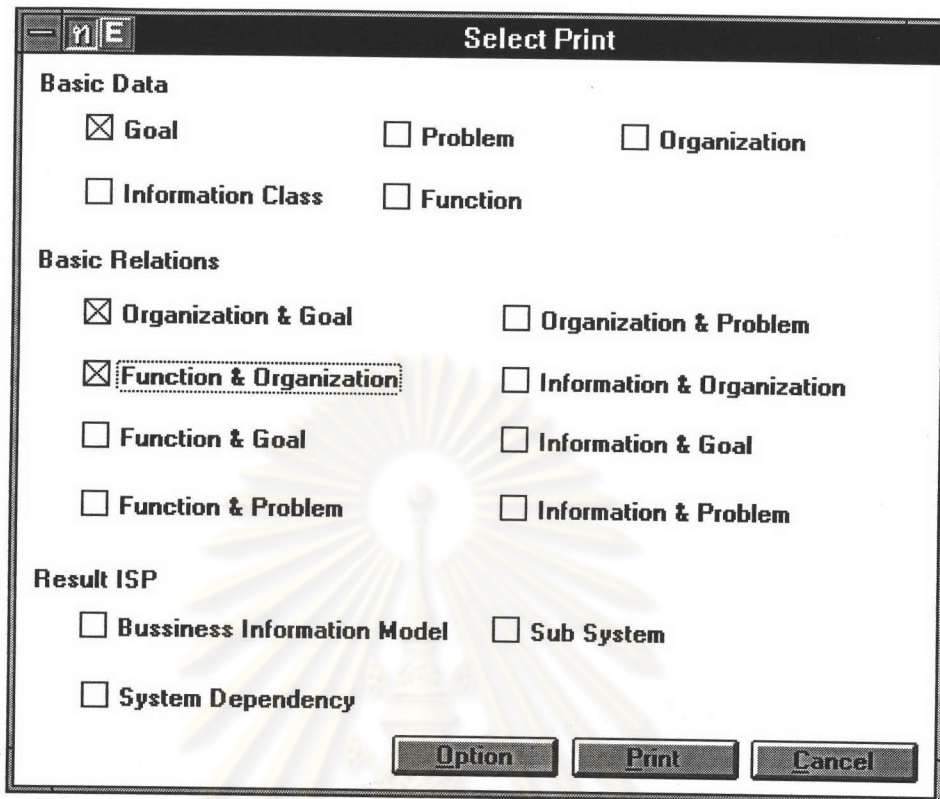 ก E Select Print
Basic Data
Goal Problem Organization
Information Class Function
Basic Relations
Organization & Goal Organization & Problem
Function & Organization Information & Organization
Function & Goal Information & Goal
Function & Problem Information & Problem
Result ISP
Bussiness Information Model Sub System
System Dependency
Option Print Cancel